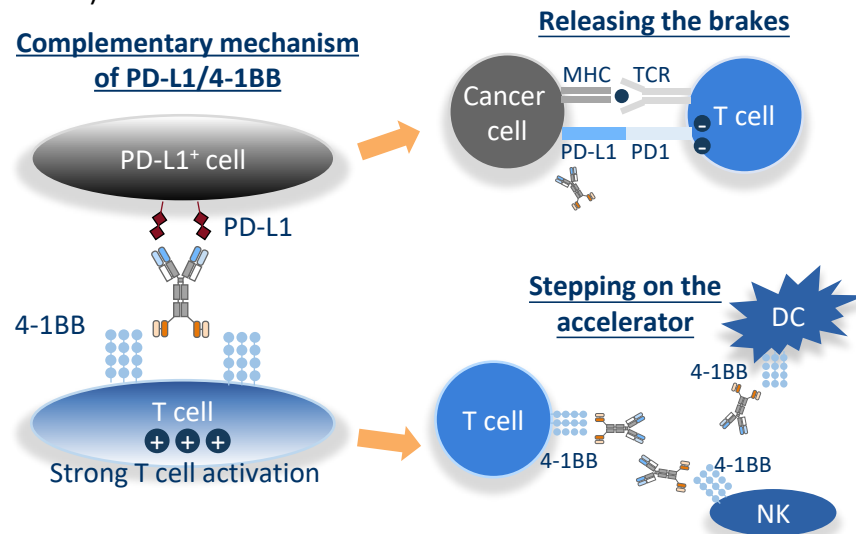 Complementary mechanism
of PD-L1/4-1BB
PD-L1⁺ cell
PD-L1
4-1BB
T cell
+ + +
Strong T cell activation
Releasing the brakes
MHC TCR
Cancer
cell
T cell
-
-
PD-L1 PD1
Stepping on the
accelerator
DC
4-1BB
T cell
4-1BB
4-1BB
NK